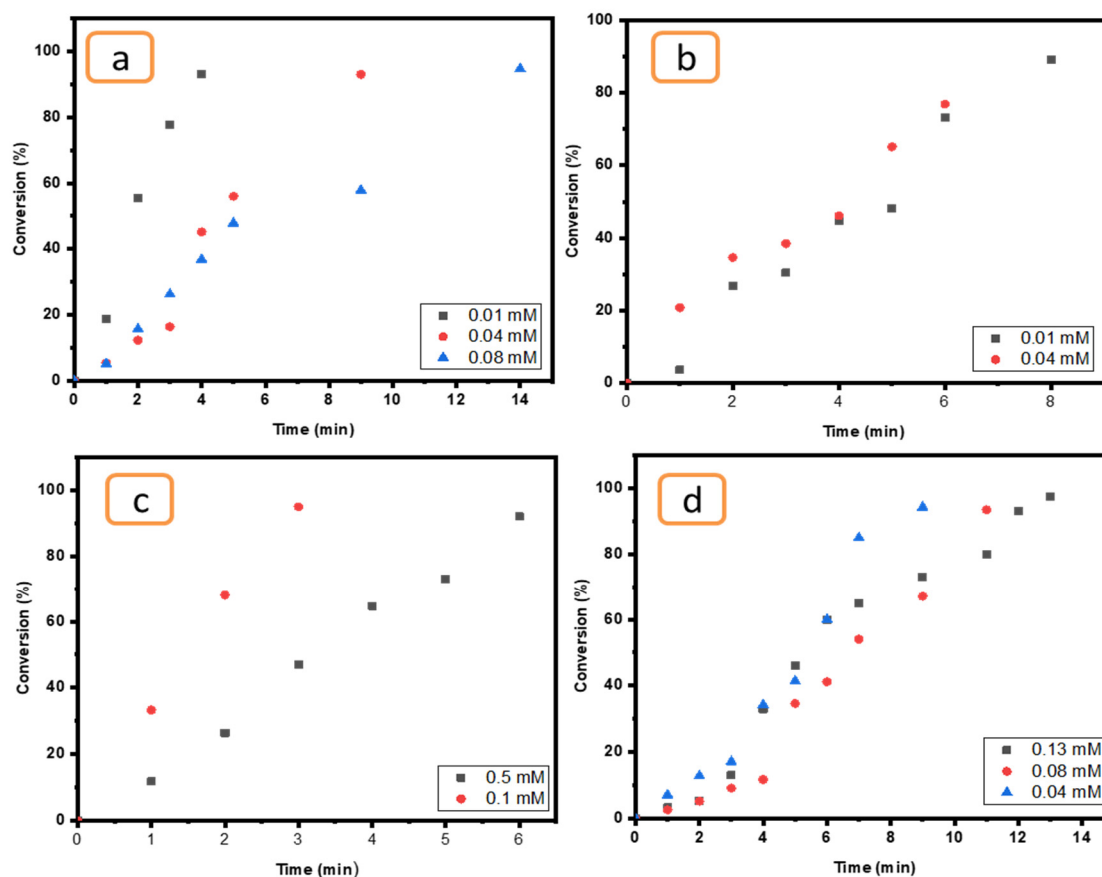 a
Conversion (%)
100
80
60
40
20
0
0 2 4 6 8 10 12 14
Time (min)
0.01 mM
0.04 mM
0.08 mM
b
Conversion (%)
100
80
60
40
20
0
0 2 4 6 8
Time (min)
0.01 mM
0.04 mM
c
Conversion (%)
100
80
60
40
20
0
0 1 2 3 4 5 6
Time (min)
0.5 mM
0.1 mM
d
Conversion (%)
100
80
60
40
20
0
0 2 4 6 8 10 12 14
Time (min)
0.13 mM
0.08 mM
0.04 mM